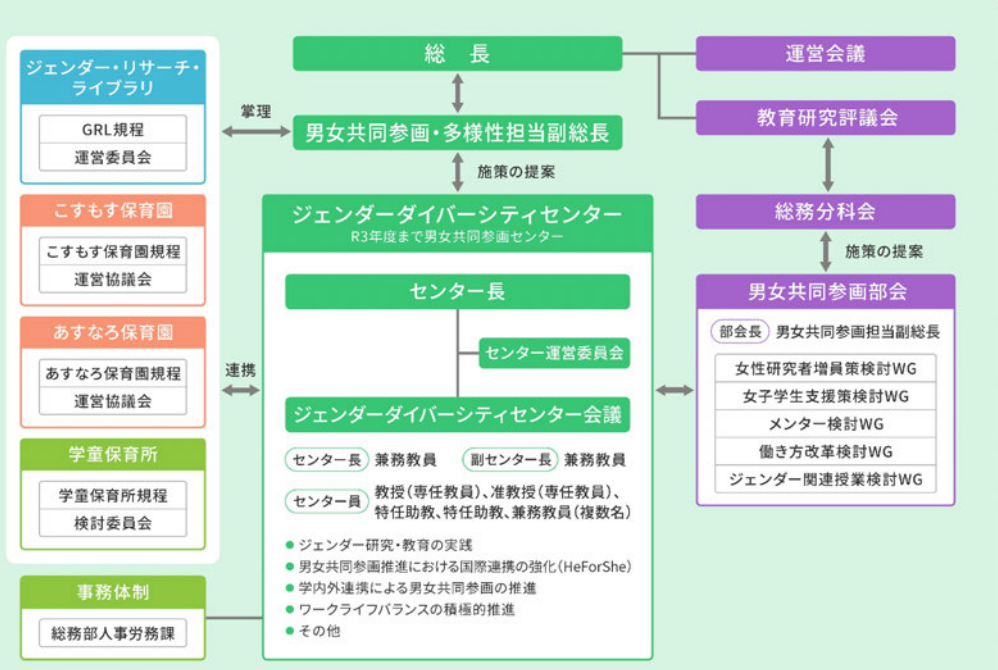 総 長
運営会議
ジェンダー・リサーチ・
ライブラリ
GRL規程
運営委員会
掌理
男女共同参画・多様性担当副総長
教育研究評議会
施策の提案
こすもす保育園
こすもす保育園規程
運営協議会
ジェンダーダイバーシティセンター
R3年度まで男女共同参画センター
総務分科会
施策の提案
センター長
男女共同参画部会
部会長 男女共同参画担当副総長
あすなろ保育園
あすなろ保育園規程
運営協議会
連携
センター運営委員会
女性研究者増員策検討WG
女子学生支援策検討WG
メンター検討WG
働き方改革検討WG
ジェンダー関連授業検討WG
ジェンダーダイバーシティセンター会議
センター長 兼務教員 副センター長 兼務教員
センター員 教授(専任教員)、准教授(専任教員)、
特任助教、特任助教、兼務教員(複数名)
学童保育所
学童保育所規程
検討委員会
● ジェンダー研究・教育の実践
● 男女共同参画推進における国際連携の強化(HeForShe)
● 学内外連携による男女共同参画の推進
● ワークライフバランスの積極的推進
● その他
事務体制
総務部人事労務課